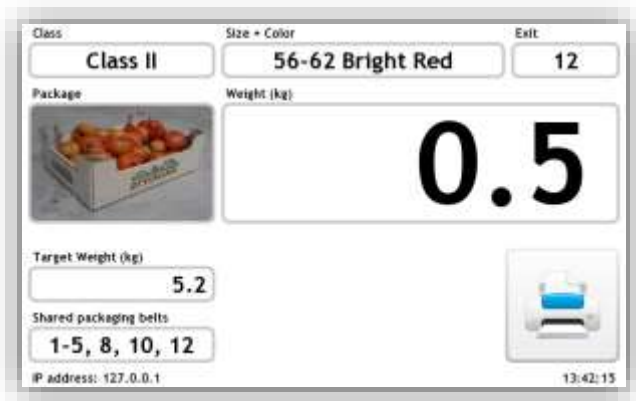 Class Size + Color Exit
Class II 56-62 Bright Red 12
Package Weight (kg)
0.5
Target Weight (kg)
5.2
Shared packaging belts
1-5, 8, 10, 12
IP address: 127.0.0.1 13:42:15